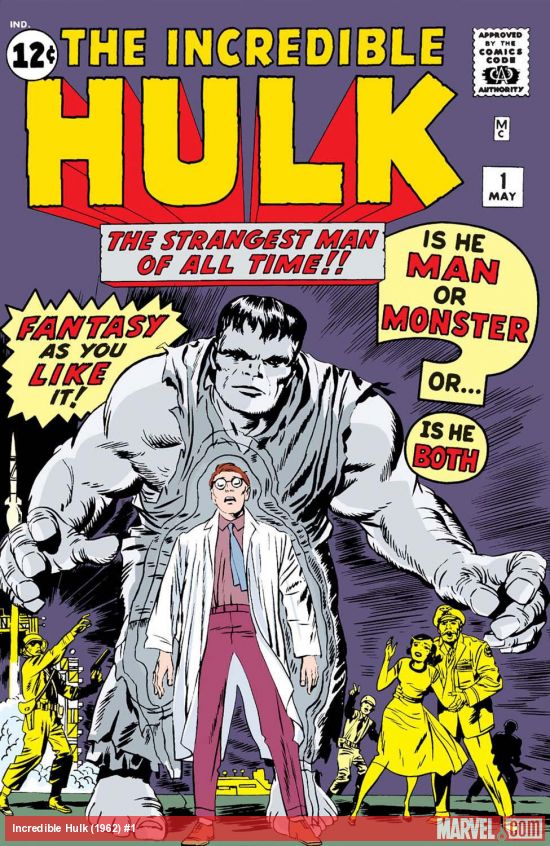 IND.
12¢
THE INCREDIBLE
HULK
APPROVED
BY THE
COMICS
CODE
CA
AUTHORITY
M
C
1
MAY
THE STRANGEST MAN
OF ALL TIME!!
IS HE
MAN
OR
MONSTER
OR...
IS HE
BOTH
FANTASY
AS YOU
LIKE
IT!
Incredible Hulk (1962) #1
MARVEL.com